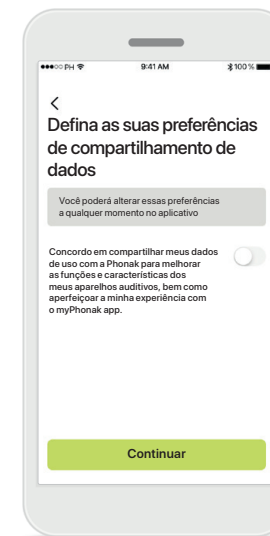 PH 9:41 AM 100 %
Defina as suas preferências
de compartilhamento de
dados
Você poderá alterar essas preferências
a qualquer momento no aplicativo
Concordo em compartilhar meus dados
de uso com a Phonak para melhorar
as funções e características dos
meus aparelhos auditivos, bem como
aperfeiçoar a minha experiência com
o myPhonak app.
Continuar